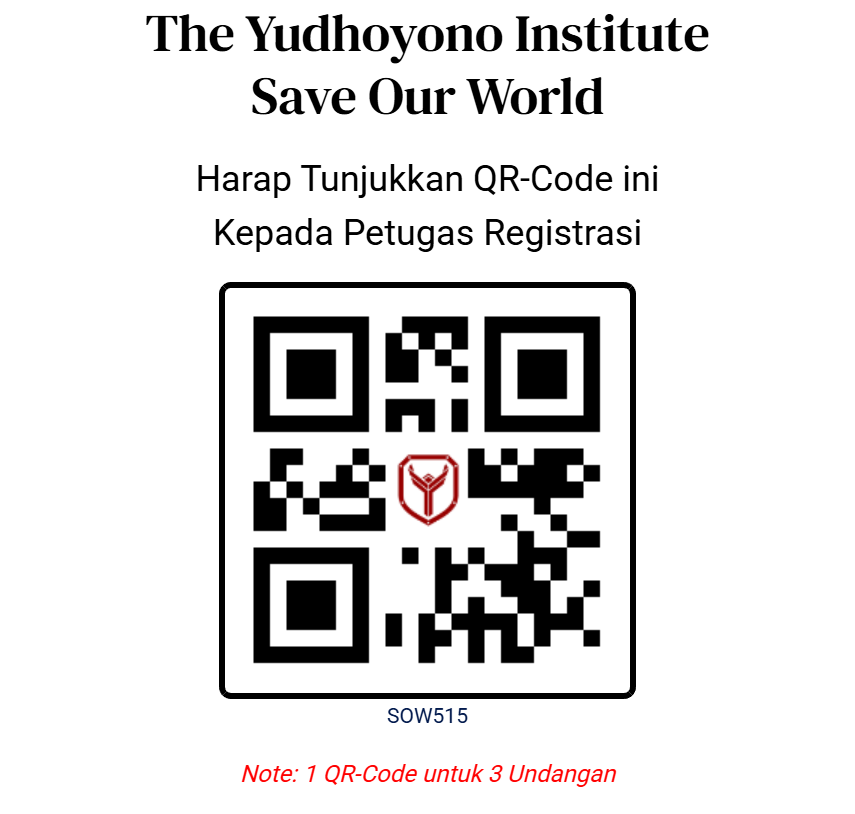 The Yudhoyono Institute
Save Our World
Harap Tunjukkan QR-Code ini
Kepada Petugas Registrasi
SOW515
Note: 1 QR-Code untuk 3 Undangan